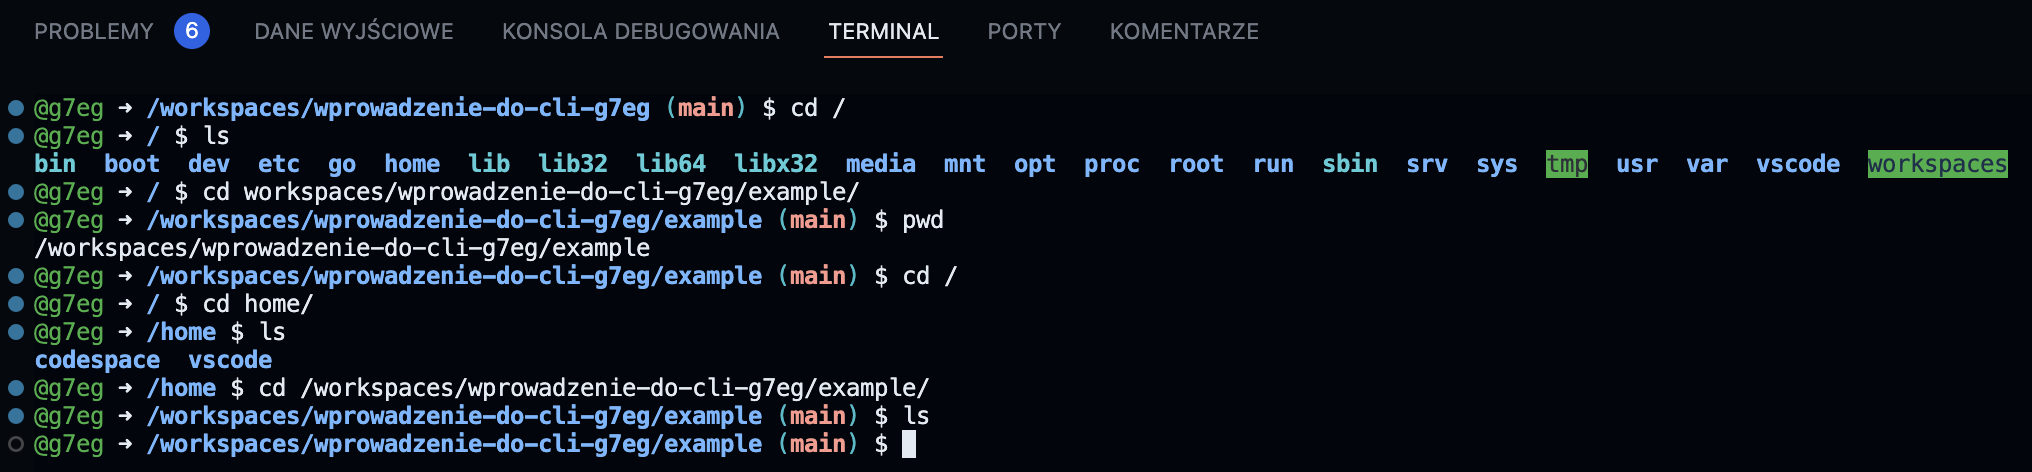 PROBLEMY 6 DANE WYJŚCIOWE KONSOLA DEBUGOWANIA TERMINAL PORTY KOMENTARZE
@g7eg → /workspaces/wprowadzenie-do-cli-g7eg (main) $ cd /
@g7eg → / $ ls
bin boot dev etc go home lib lib32 lib64 libx32 media mnt opt proc root run sbin srv sys tmp usr var vscode workspaces
@g7eg → / $ cd workspaces/wprowadzenie-do-cli-g7eg/example/
@g7eg → /workspaces/wprowadzenie-do-cli-g7eg/example (main) $ pwd
/workspaces/wprowadzenie-do-cli-g7eg/example
@g7eg → /workspaces/wprowadzenie-do-cli-g7eg/example (main) $ cd /
@g7eg → / $ cd home/
@g7eg → /home $ ls
codespace vscode
@g7eg → /home $ cd /workspaces/wprowadzenie-do-cli-g7eg/example/
@g7eg → /workspaces/wprowadzenie-do-cli-g7eg/example (main) $ ls
@g7eg → /workspaces/wprowadzenie-do-cli-g7eg/example (main) $